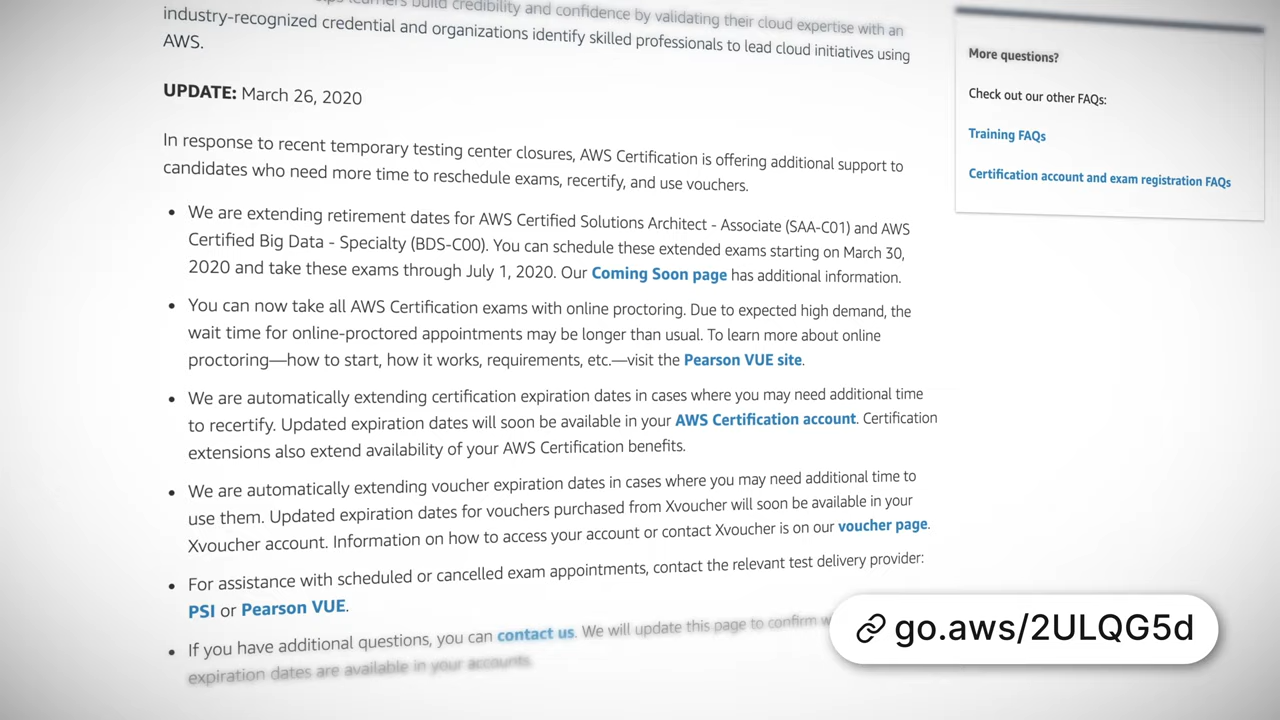 learners build credibility and confidence by validating their cloud expertise with an
industry-recognized credential and organizations identify skilled professionals to lead cloud initiatives using
AWS.
UPDATE: March 26, 2020
In response to recent temporary testing center closures, AWS Certification is offering additional support to
candidates who need more time to reschedule exams, recertify, and use vouchers.
• We are extending retirement dates for AWS Certified Solutions Architect - Associate (SAA-C01) and AWS
Certified Big Data - Specialty (BDS-C00). You can schedule these extended exams starting on March 30,
2020 and take these exams through July 1, 2020. Our Coming Soon page has additional information.
• You can now take all AWS Certification exams with online proctoring. Due to expected high demand, the
wait time for online-proctored appointments may be longer than usual. To learn more about online
proctoring—how to start, how it works, requirements, etc.—visit the Pearson VUE site.
• We are automatically extending certification expiration dates in cases where you may need additional time
to recertify. Updated expiration dates will soon be available in your AWS Certification account. Certification
extensions also extend availability of your AWS Certification benefits.
• We are automatically extending voucher expiration dates in cases where you may need additional time to
use them. Updated expiration dates for vouchers purchased from Xvoucher will soon be available in your
Xvoucher account. Information on how to access your account or contact Xvoucher is on our voucher page.
• For assistance with scheduled or cancelled exam appointments, contact the relevant test delivery provider:
PSI or Pearson VUE.
• If you have additional questions, you can contact us. We will update this page to confirm
expiration dates are available in your accounts.
More questions?
Check out our other FAQs:
Training FAQs
Certification account and exam registration FAQs
go.aws/2ULQG5d